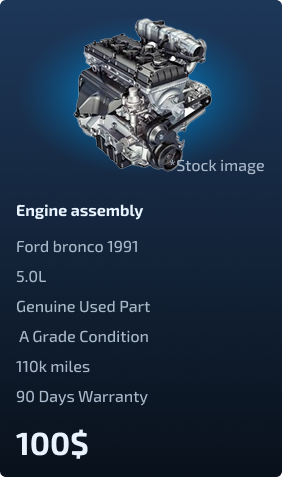 *Stock image
Engine assembly
Ford bronco 1991
5.0L
Genuine Used Part
A Grade Condition
110k miles
90 Days Warranty
100$